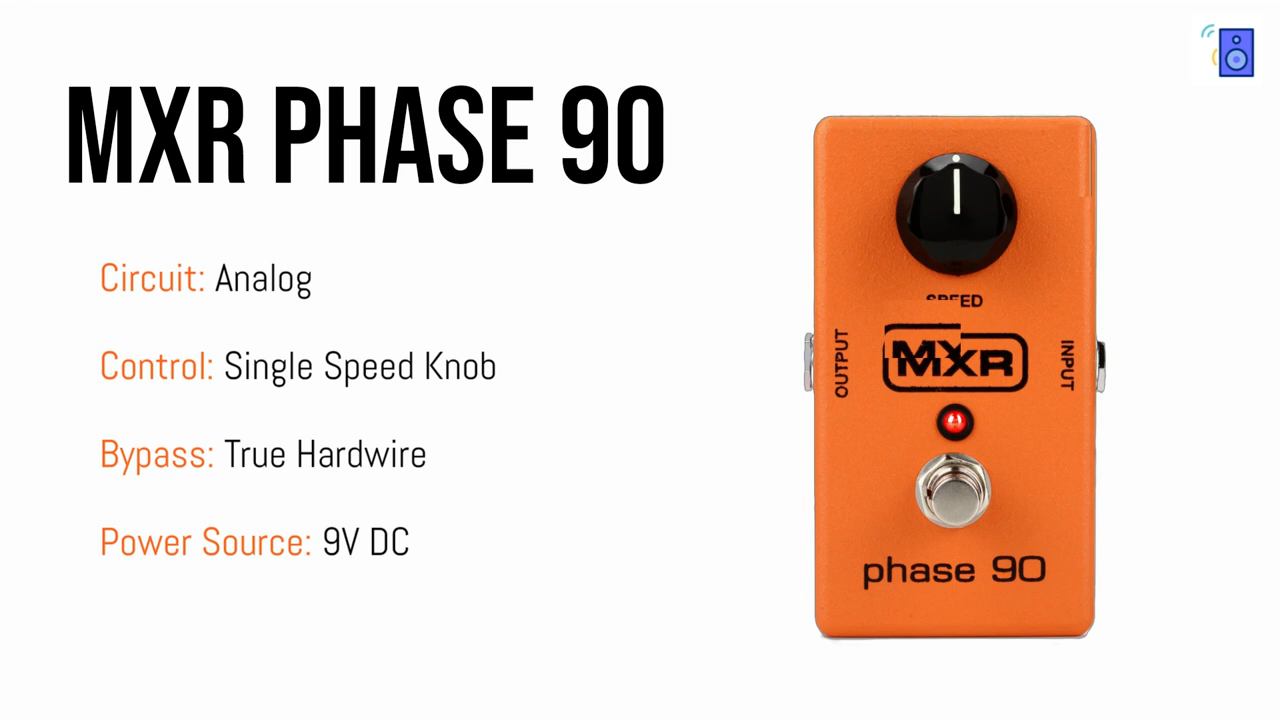 MXR PHASE 90
Circuit: Analog
Control: Single Speed Knob
Bypass: True Hardwire
Power Source: 9V DC
SPEED
OUTPUT
MXR
INPUT
phase 90